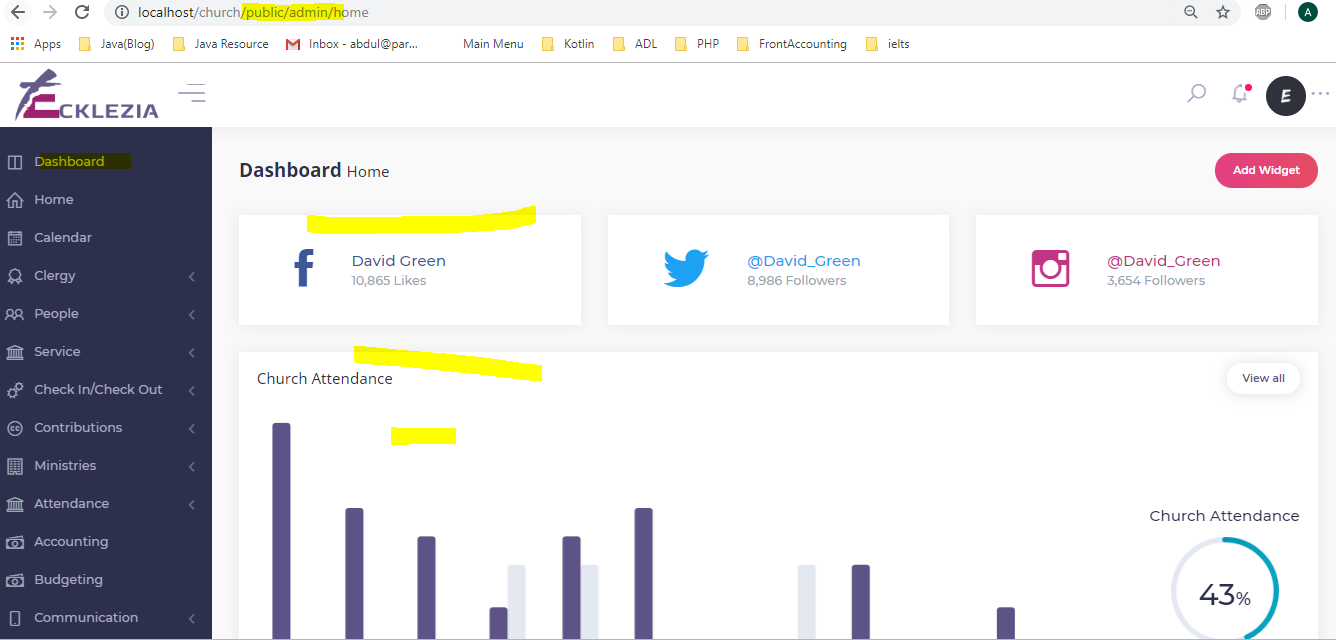 localhost/church/public/admin/home
ABP
A
Apps Java(Blog) Java Resource Inbox - abdul@par... Main Menu Kotlin ADL PHP FrontAccounting ielts
ECKLEZIA
E
Dashboard
Home
Calendar
Clergy
People
Service
Check In/Check Out
Contributions
Ministries
Attendance
Accounting
Budgeting
Communication
Dashboard Home
Add Widget
David Green
10,865 Likes
@David_Green
8,986 Followers
@David_Green
3,654 Followers
Church Attendance
View all
Church Attendance
43%